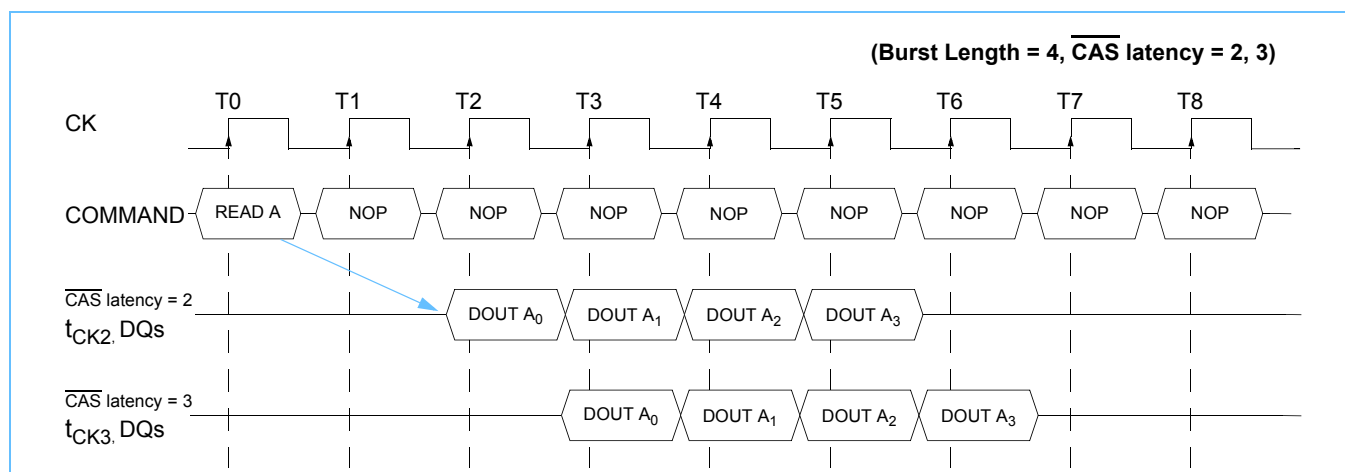 (Burst Length = 4, CAS latency = 2, 3)
T0 T1 T2 T3 T4 T5 T6 T7 T8
CK
COMMAND READ A NOP NOP NOP NOP NOP NOP NOP NOP
CAS latency = 2
tCK2, DQs DOUT A0 DOUT A1 DOUT A2 DOUT A3
CAS latency = 3
tCK3, DQs DOUT A0 DOUT A1 DOUT A2 DOUT A3